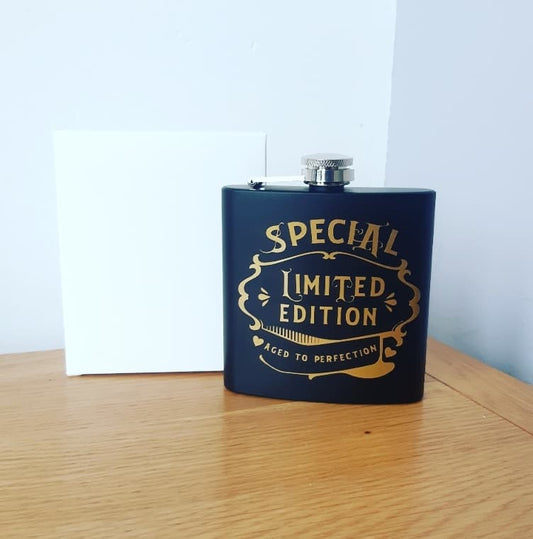 SPECIAL
LIMITED
EDITION
AGED TO PERFECTION